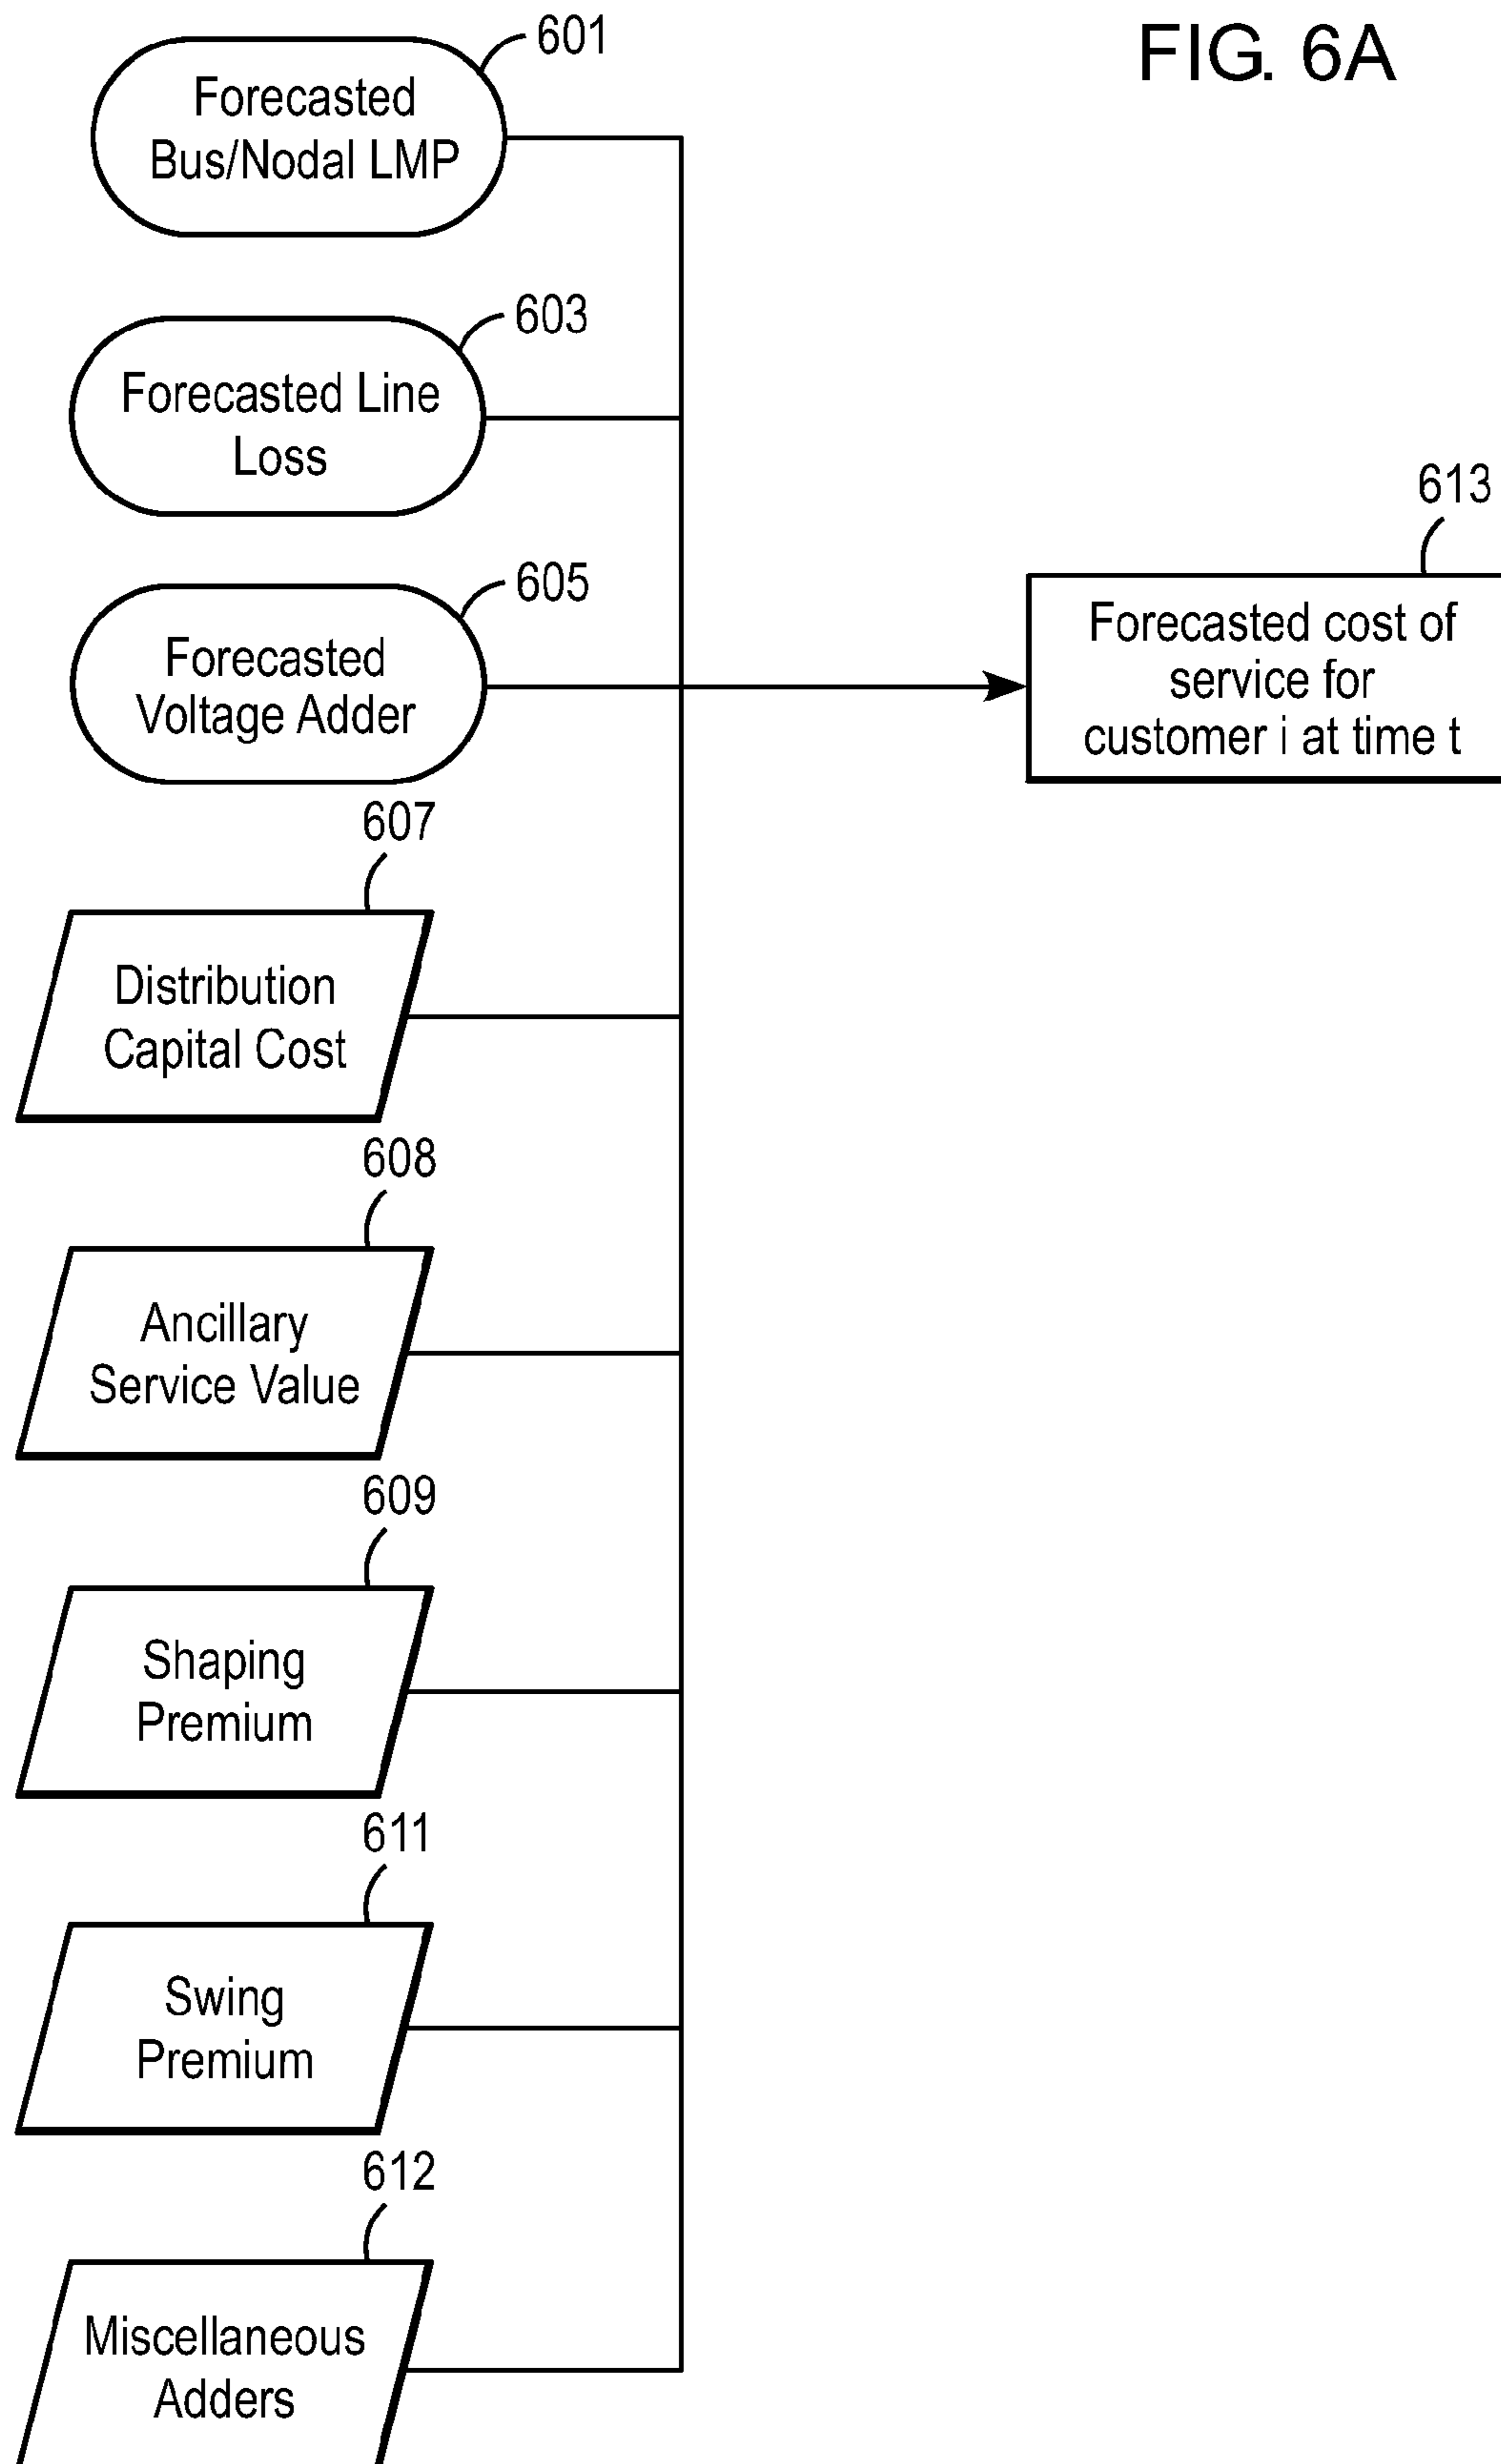 FIG. 6A
601
Forecasted
Bus/Nodal LMP
603
Forecasted Line
Loss
605
Forecasted
Voltage Adder
613
Forecasted cost of
service for
customer i at time t
607
Distribution
Capital Cost
608
Ancillary
Service Value
609
Shaping
Premium
611
Swing
Premium
612
Miscellaneous
Adders